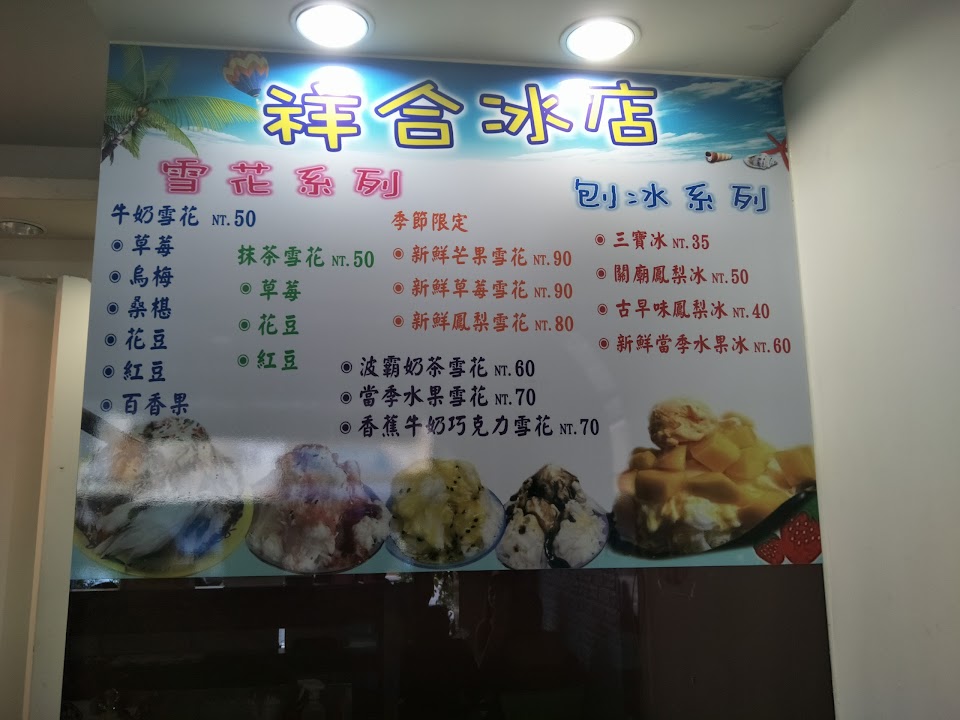 祥合冰店
雪花系列
牛奶雪花 NT.50
◉ 草莓
◉ 烏梅
◉ 桑椹
◉ 花豆
◉ 紅豆
◉ 百香果
抹茶雪花 NT.50
◉ 草莓
◉ 花豆
◉ 紅豆
季節限定
◉ 新鮮芒果雪花 NT.90
◉ 新鮮草莓雪花 NT.90
◉ 新鮮鳳梨雪花 NT.80
◉ 波霸奶茶雪花 NT.60
◉ 當季水果雪花 NT.70
◉ 香蕉牛奶巧克力雪花 NT.70
刨冰系列
◉ 三寶冰 NT.35
◉ 關廟鳳梨冰 NT.50
◉ 古早味鳳梨冰 NT.40
◉ 新鮮當季水果冰 NT.60